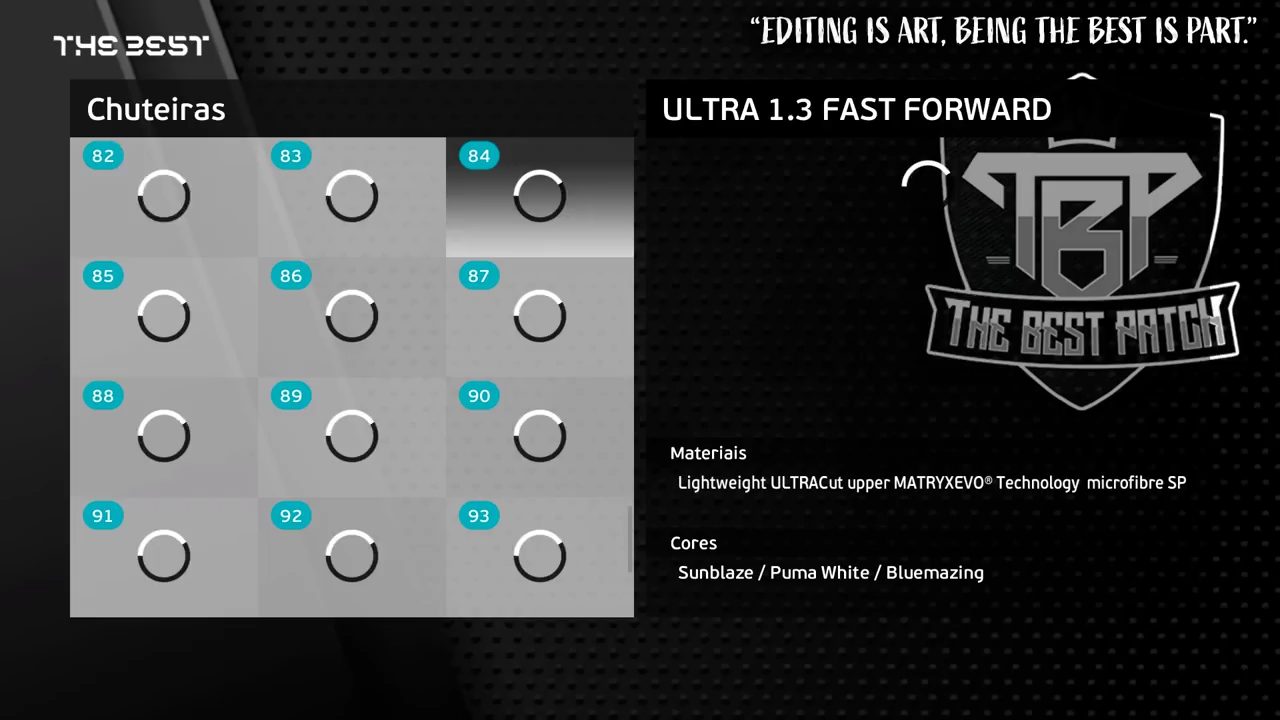 THE BEST
“EDITING IS ART, BEING THE BEST IS PART.”
Chuteiras
ULTRA 1.3 FAST FORWARD
82
83
84
85
86
87
88
89
90
91
92
93
TBP
THE BEST PATCH
Materiais
Lightweight ULTRACut upper MATRYXEVO® Technology microfibre SP
Cores
Sunblaze / Puma White / Bluemazing